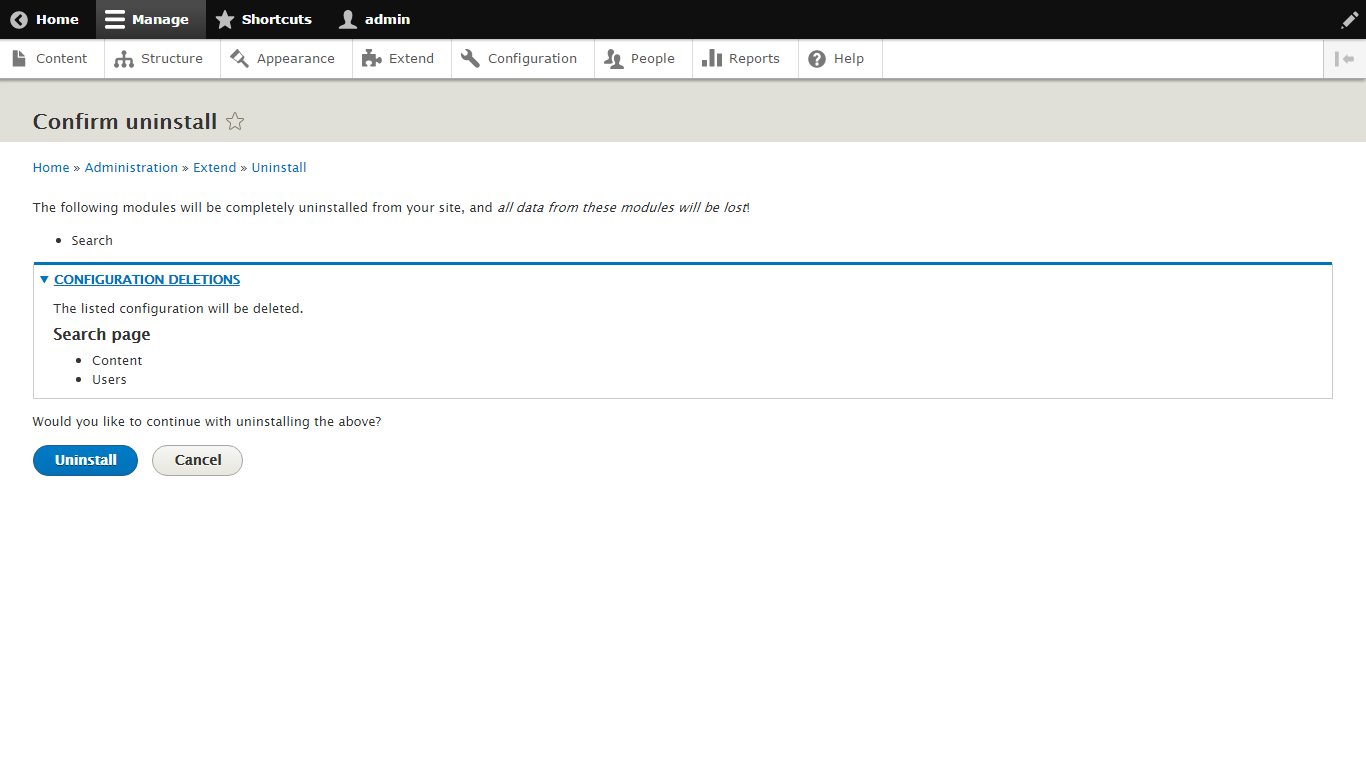 Home Manage Shortcuts admin
Content Structure Appearance Extend Configuration People Reports Help
Confirm uninstall
Home » Administration » Extend » Uninstall
The following modules will be completely uninstalled from your site, and all data from these modules will be lost!
Search
CONFIGURATION DELETIONS
The listed configuration will be deleted.
Search page
Content
Users
Would you like to continue with uninstalling the above?
Uninstall Cancel